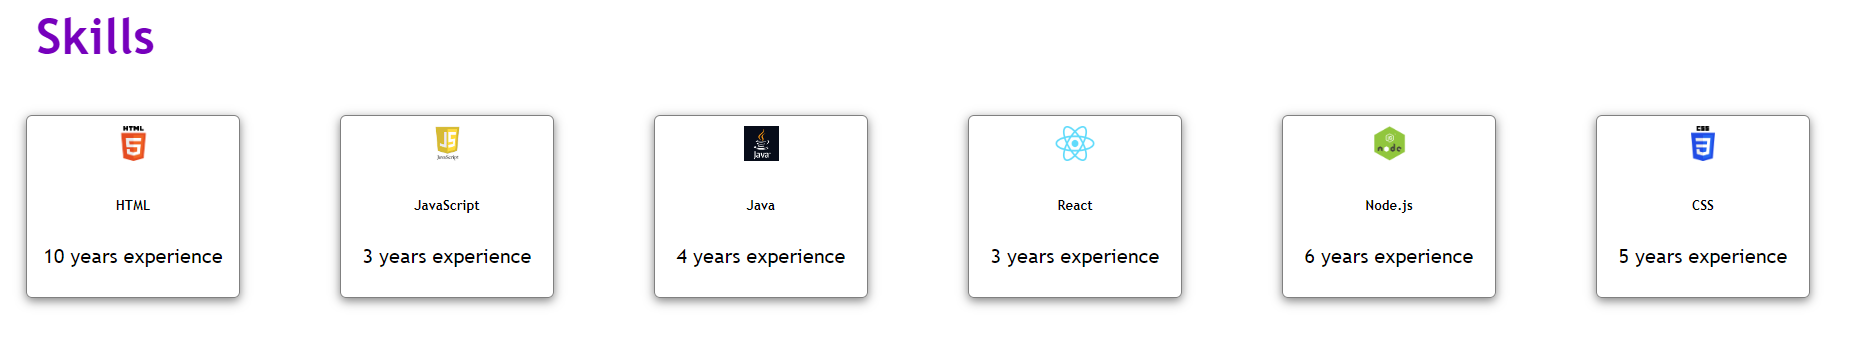 Skills
HTML
5
HTML
10 years experience
JS
JavaScript
JavaScript
3 years experience
Java
Java
4 years experience
React
3 years experience
JS
node
Node.js
6 years experience
CSS
3
CSS
5 years experience